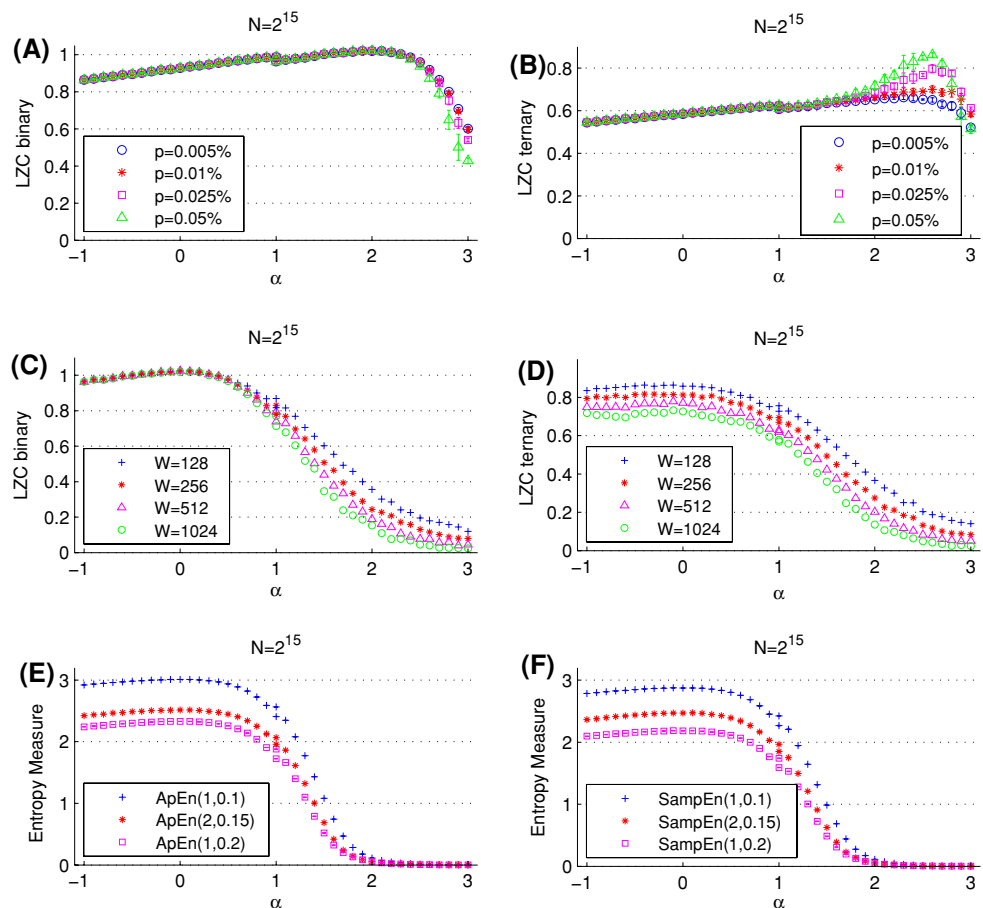 N=2^15
(A)
LZC binary
1
0.8
0.6
0.4
0.2
0
p=0.005%
p=0.01%
p=0.025%
p=0.05%
−1 0 1 2 3
α
N=2^15
(B)
LZC ternary
0.8
0.6
0.4
0.2
0
p=0.005%
p=0.01%
p=0.025%
p=0.05%
−1 0 1 2 3
α
N=2^15
(C)
LZC binary
1
0.8
0.6
0.4
0.2
0
W=128
W=256
W=512
W=1024
−1 0 1 2 3
α
N=2^15
(D)
LZC ternary
0.8
0.6
0.4
0.2
0
W=128
W=256
W=512
W=1024
−1 0 1 2 3
α
N=2^15
(E)
Entropy Measure
3
2
1
0
ApEn(1,0.1)
ApEn(2,0.15)
ApEn(1,0.2)
−1 0 1 2 3
α
N=2^15
(F)
Entropy Measure
3
2
1
0
SampEn(1,0.1)
SampEn(2,0.15)
SampEn(1,0.2)
−1 0 1 2 3
α